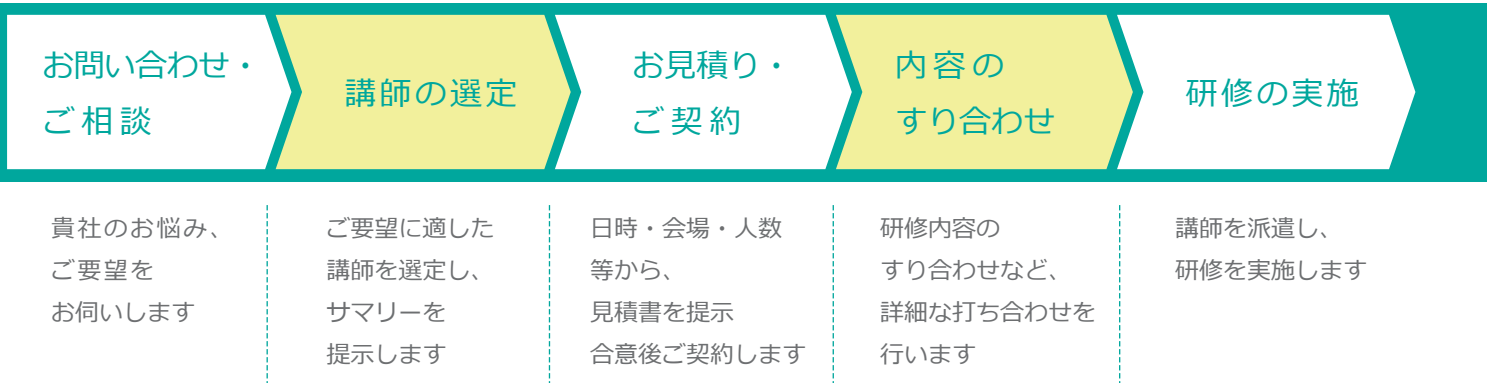 お問い合わせ・
ご相談
講師の選定
お見積り・
ご契約
内容の
すり合わせ
研修の実施
貴社のお悩み、
ご要望を
お伺いします
ご要望に適した
講師を選定し、
サマリーを
提示します
日時・会場・人数
等から、
見積書を提示
合意後ご契約します
研修内容の
すり合わせなど、
詳細な打ち合わせを
行います
講師を派遣し、
研修を実施します